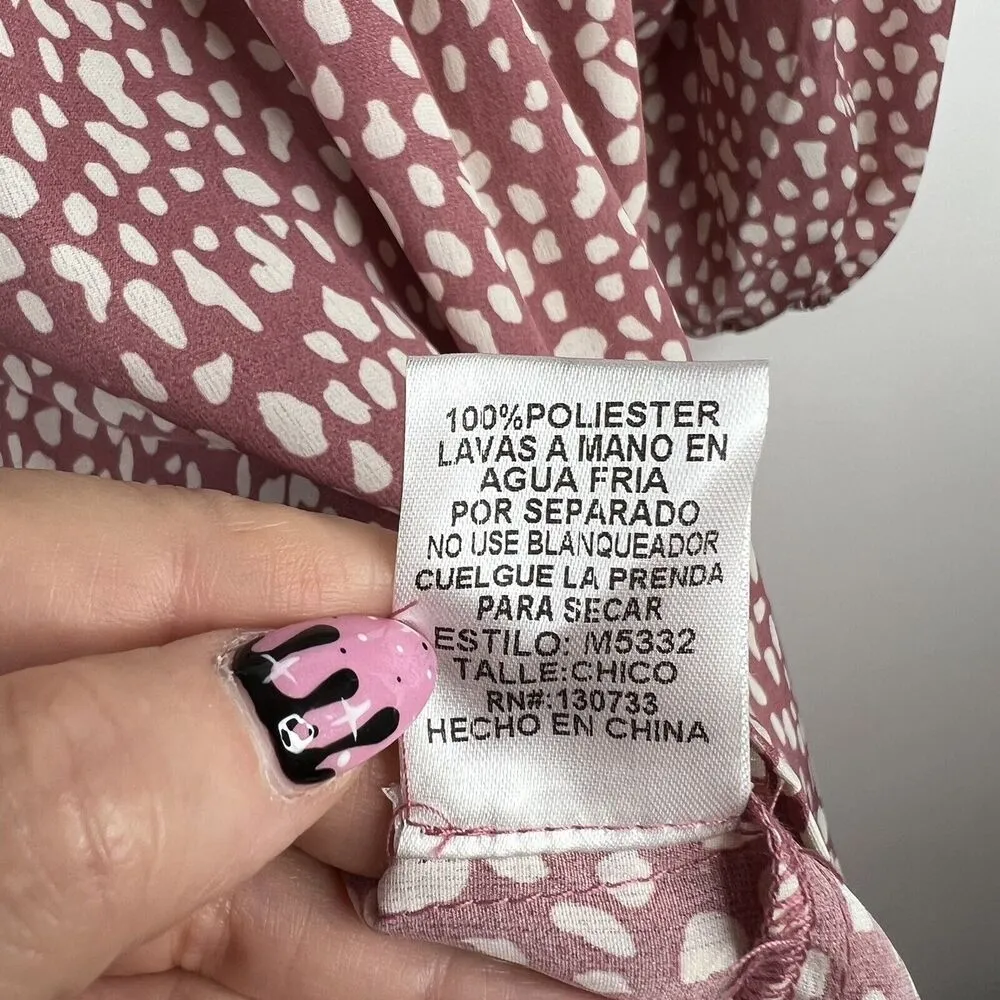 100%POLIESTER
LAVAS A MANO EN
AGUA FRIA
POR SEPARADO
NO USE BLANQUEADOR
CUELGUE LA PRENDA
PARA SECAR
ESTILO: M5332
TALLE:CHICO
RN#:130733
HECHO EN CHINA